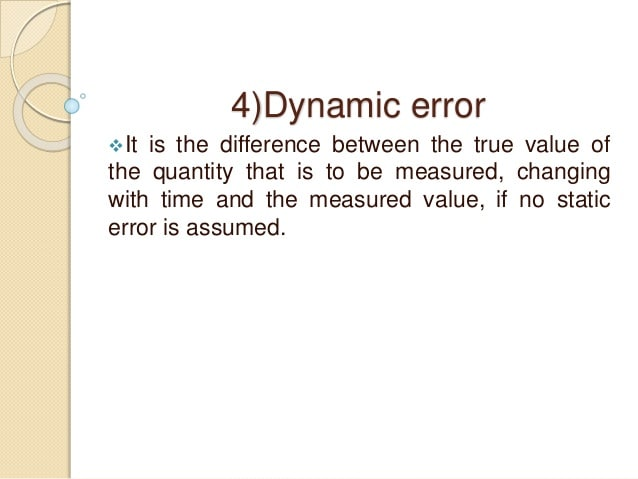 4)Dynamic error
❖It is the difference between the true value of
the quantity that is to be measured, changing
with time and the measured value, if no static
error is assumed.